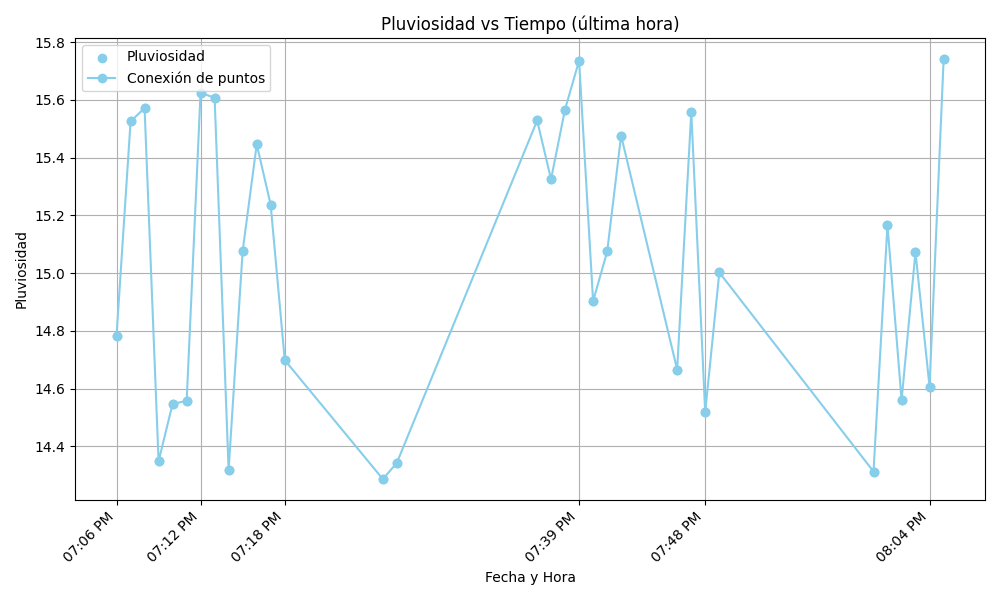 Pluviosidad vs Tiempo (última hora)
Pluviosidad
Conexión de puntos
15.8
15.6
15.4
15.2
15.0
14.8
14.6
14.4
Pluviosidad
07:06 PM
07:12 PM
07:18 PM
07:39 PM
07:48 PM
08:04 PM
Fecha y Hora